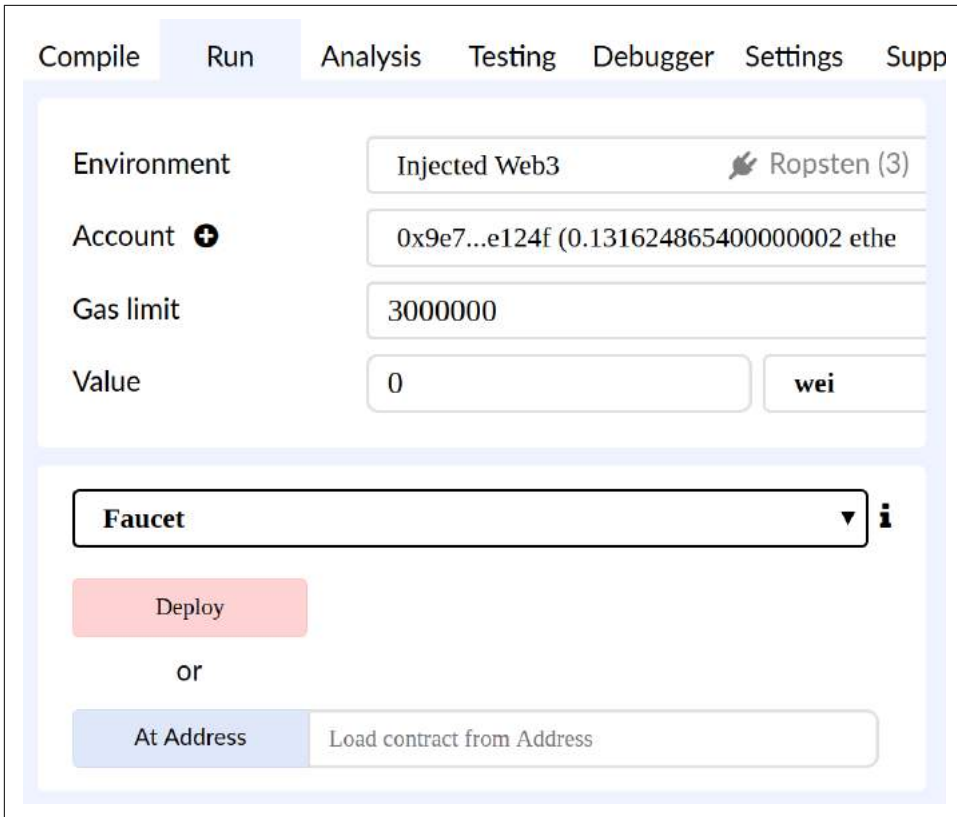 Compile Run Analysis Testing Debugger Settings Supp
Environment Injected Web3 Ropsten (3)
Account 0x9e7...e124f (0.131624865400000002 ethe
Gas limit 3000000
Value 0 wei
Faucet
Deploy
or
At Address Load contract from Address